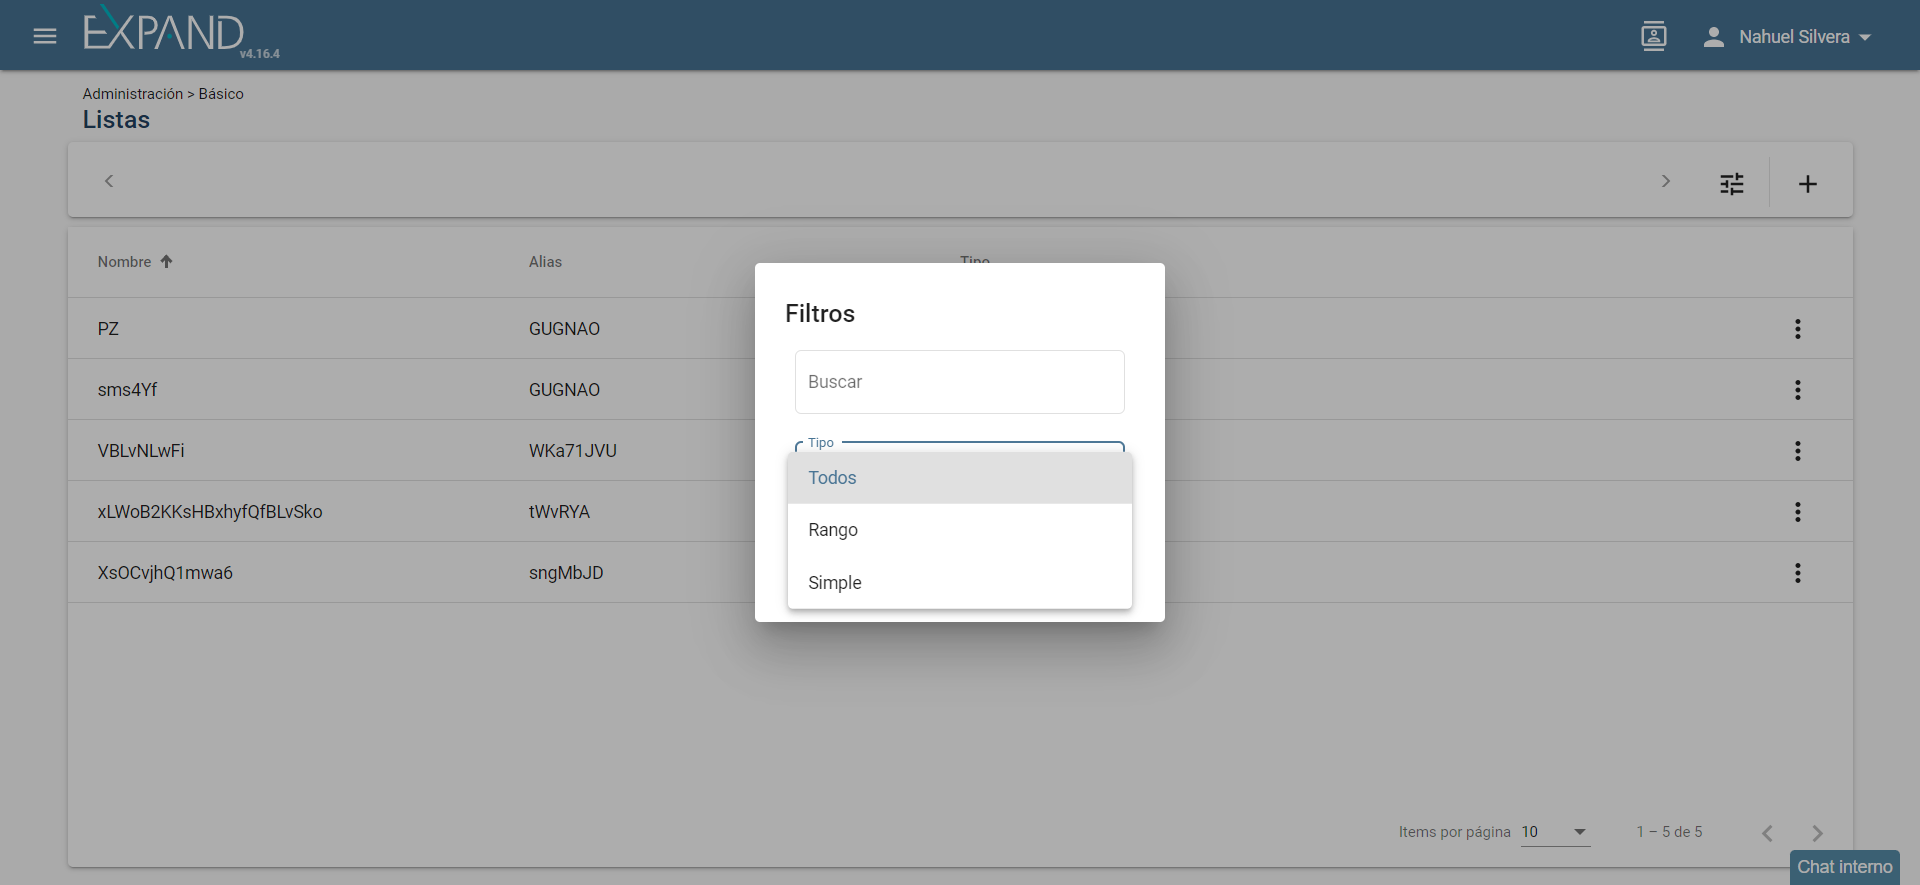 EXPAND
v4.16.4
Nahuel Silvera
Administración > Básico
Listas
Nombre Alias Tipo
PZ GUGNAO
sms4Yf GUGNAO
VBLvNLwFi WKa71JVU
xLWoB2KKsHBxhyfQfBLvSko tWvRYA
XsOCvjhQ1mwa6 sngMbJD
Filtros
Buscar
Tipo
Todos
Rango
Simple
Items por página 10 1 – 5 de 5
Chat interno